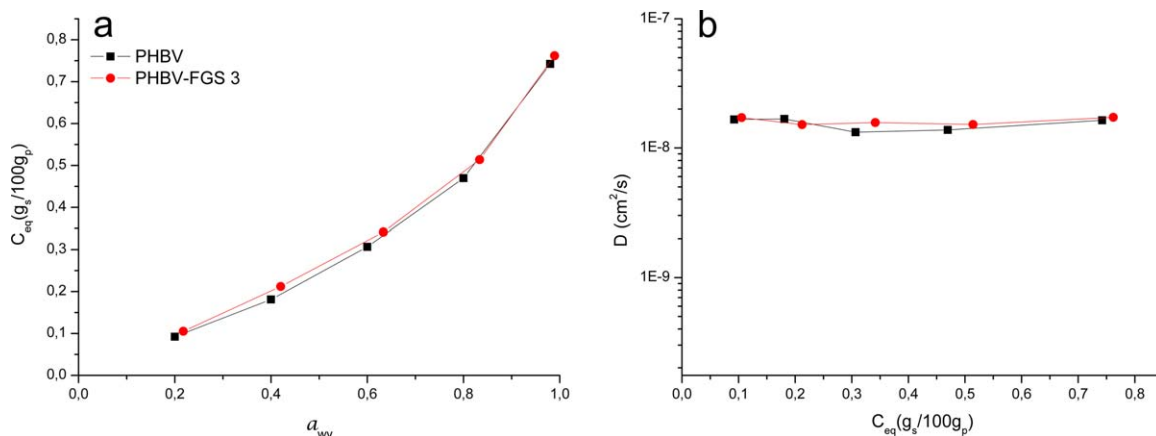 a
PHBV
PHBV-FGS 3
0,8
0,7
0,6
0,5
0,4
0,3
0,2
0,1
0,0
C_eq(g_s/100g_p)
0,0 0,2 0,4 0,6 0,8 1,0
a_wv
b
1E-7
1E-8
1E-9
D (cm²/s)
0,0 0,1 0,2 0,3 0,4 0,5 0,6 0,7 0,8
C_eq(g_s/100g_p)